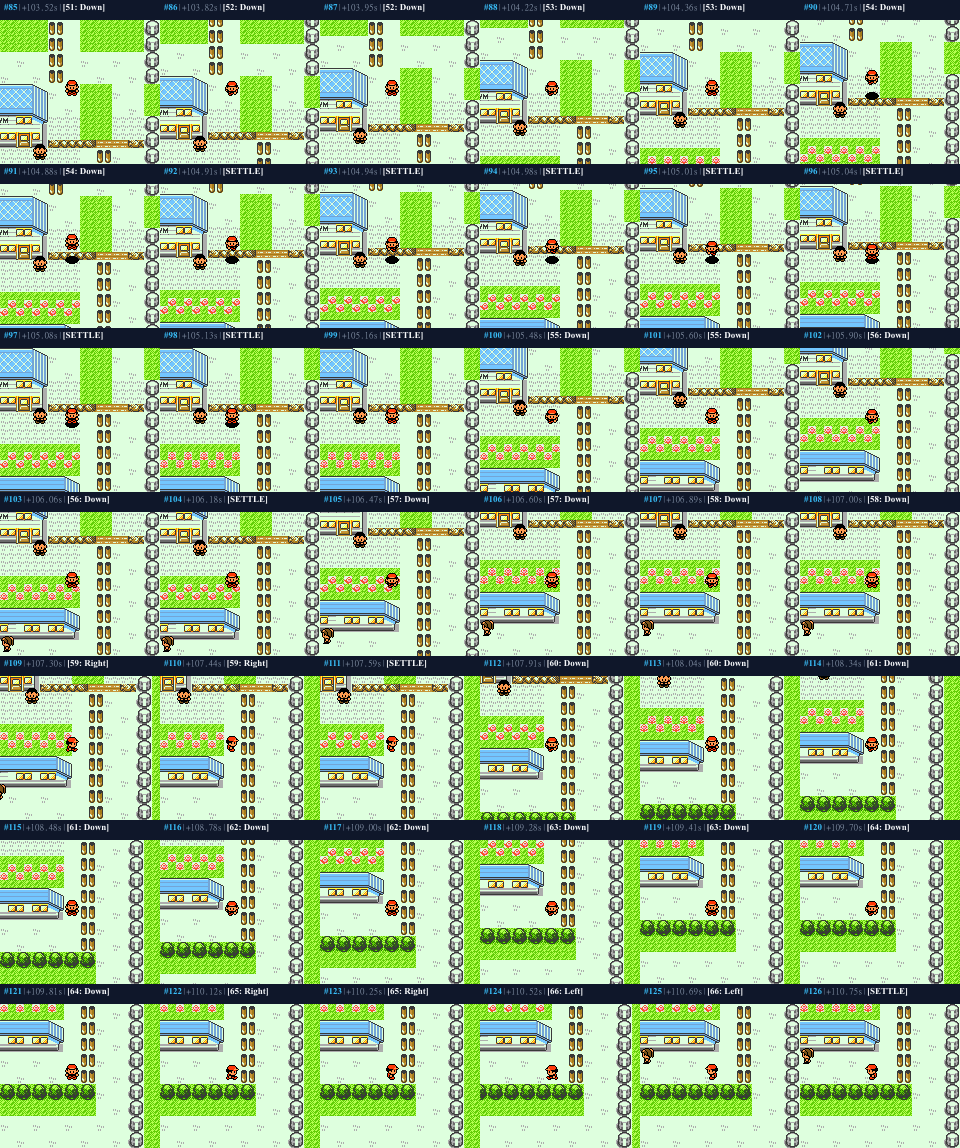 #85|+103.52s|[51: Down] #86|+103.82s|[52: Down] #87|+103.95s|[52: Down] #88|+104.22s|[53: Down] #89|+104.36s|[53: Down] #90|+104.71s|[54: Down]
#91|+104.88s|[54: Down] #92|+104.91s|[SETTLE] #93|+104.94s|[SETTLE] #94|+104.98s|[SETTLE] #95|+105.01s|[SETTLE] #96|+105.04s|[SETTLE]
#97|+105.08s|[SETTLE] #98|+105.13s|[SETTLE] #99|+105.16s|[SETTLE] #100|+105.48s|[55: Down] #101|+105.60s|[55: Down] #102|+105.90s|[56: Down]
#103|+106.06s|[56: Down] #104|+106.18s|[SETTLE] #105|+106.47s|[57: Down] #106|+106.60s|[57: Down] #107|+106.89s|[58: Down] #108|+107.00s|[58: Down]
#109|+107.30s|[59: Right] #110|+107.44s|[59: Right] #111|+107.59s|[SETTLE] #112|+107.91s|[60: Down] #113|+108.04s|[60: Down] #114|+108.34s|[61: Down]
#115|+108.48s|[61: Down] #116|+108.78s|[62: Down] #117|+109.00s|[62: Down] #118|+109.28s|[63: Down] #119|+109.41s|[63: Down] #120|+109.70s|[64: Down]
#121|+109.81s|[64: Down] #122|+110.12s|[65: Right] #123|+110.25s|[65: Right] #124|+110.52s|[66: Left] #125|+110.69s|[66: Left] #126|+110.75s|[SETTLE]